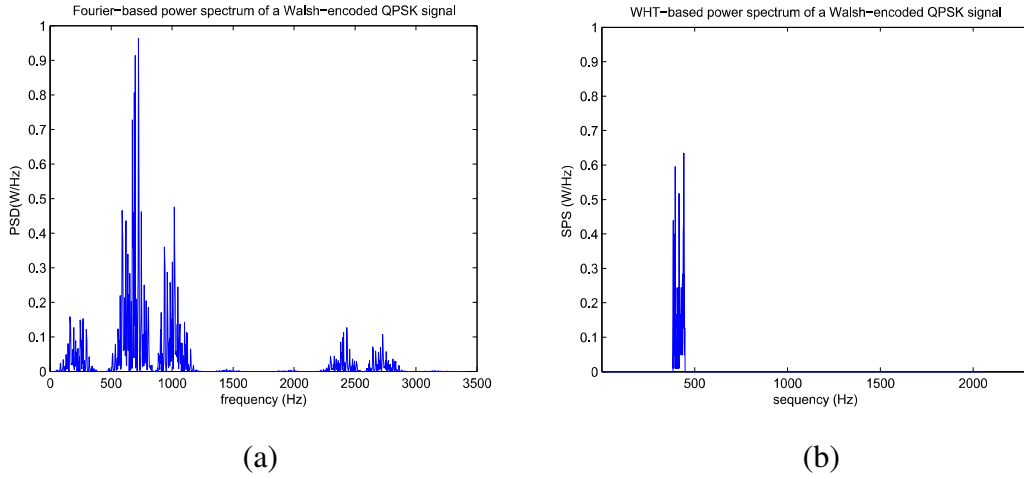 Fourier−based power spectrum of a Walsh−encoded QPSK signal
1
0.9
0.8
0.7
0.6
0.5
0.4
0.3
0.2
0.1
0
PSD(W/Hz)
0 500 1000 1500 2000 2500 3000 3500
frequency (Hz)
(a)
WHT−based power spectrum of a Walsh−encoded QPSK signal
1
0.9
0.8
0.7
0.6
0.5
0.4
0.3
0.2
0.1
0
SPS (W/Hz)
500 1000 1500 2000
sequency (Hz)
(b)